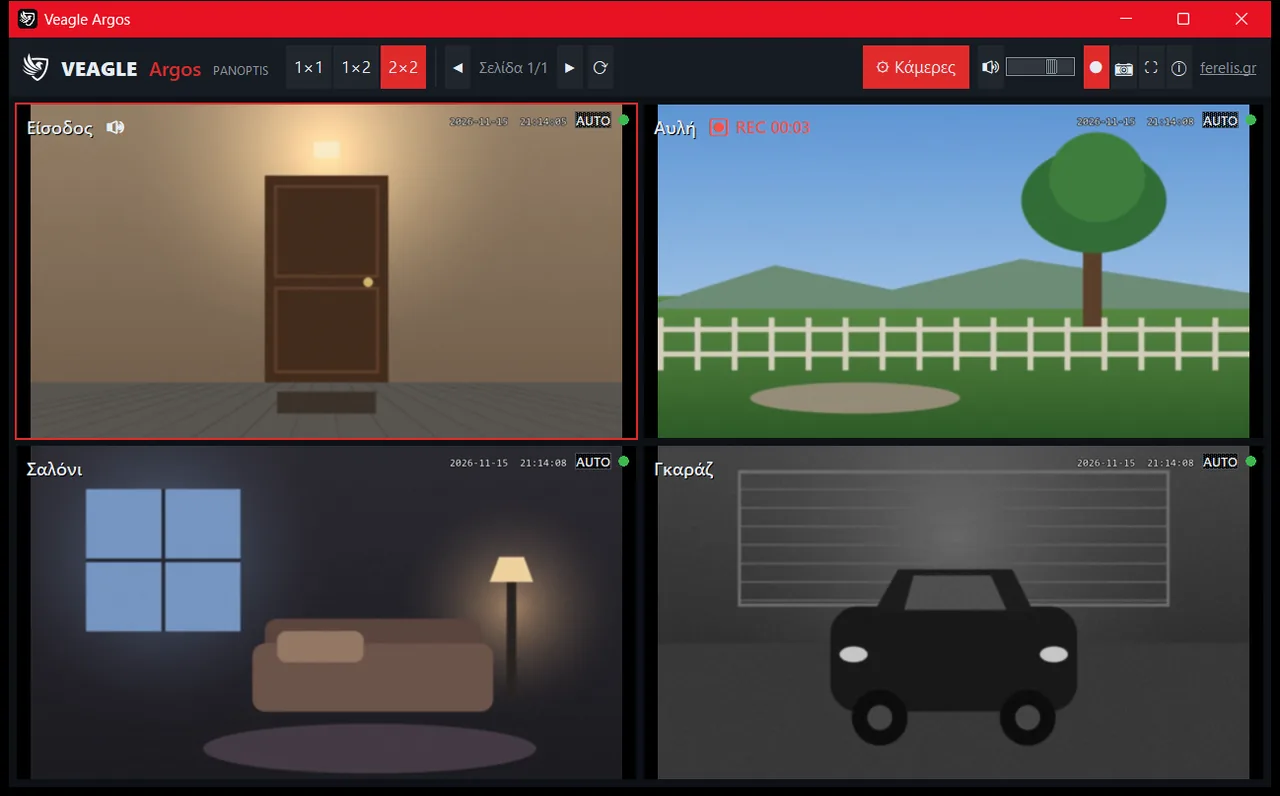 Veagle Argos
VEAGLE Argos PANOPTIS 1×1 1×2 2×2 Σελίδα 1/1 Κάμερες ferelis.gr
Είσοδος 2026-11-15 21:14:05 AUTO
Αυλή REC 00:03 2026-11-15 21:14:08 AUTO
Σαλόνι 2026-11-15 21:14:08 AUTO
Γκαράζ 2026-11-15 21:14:08 AUTO